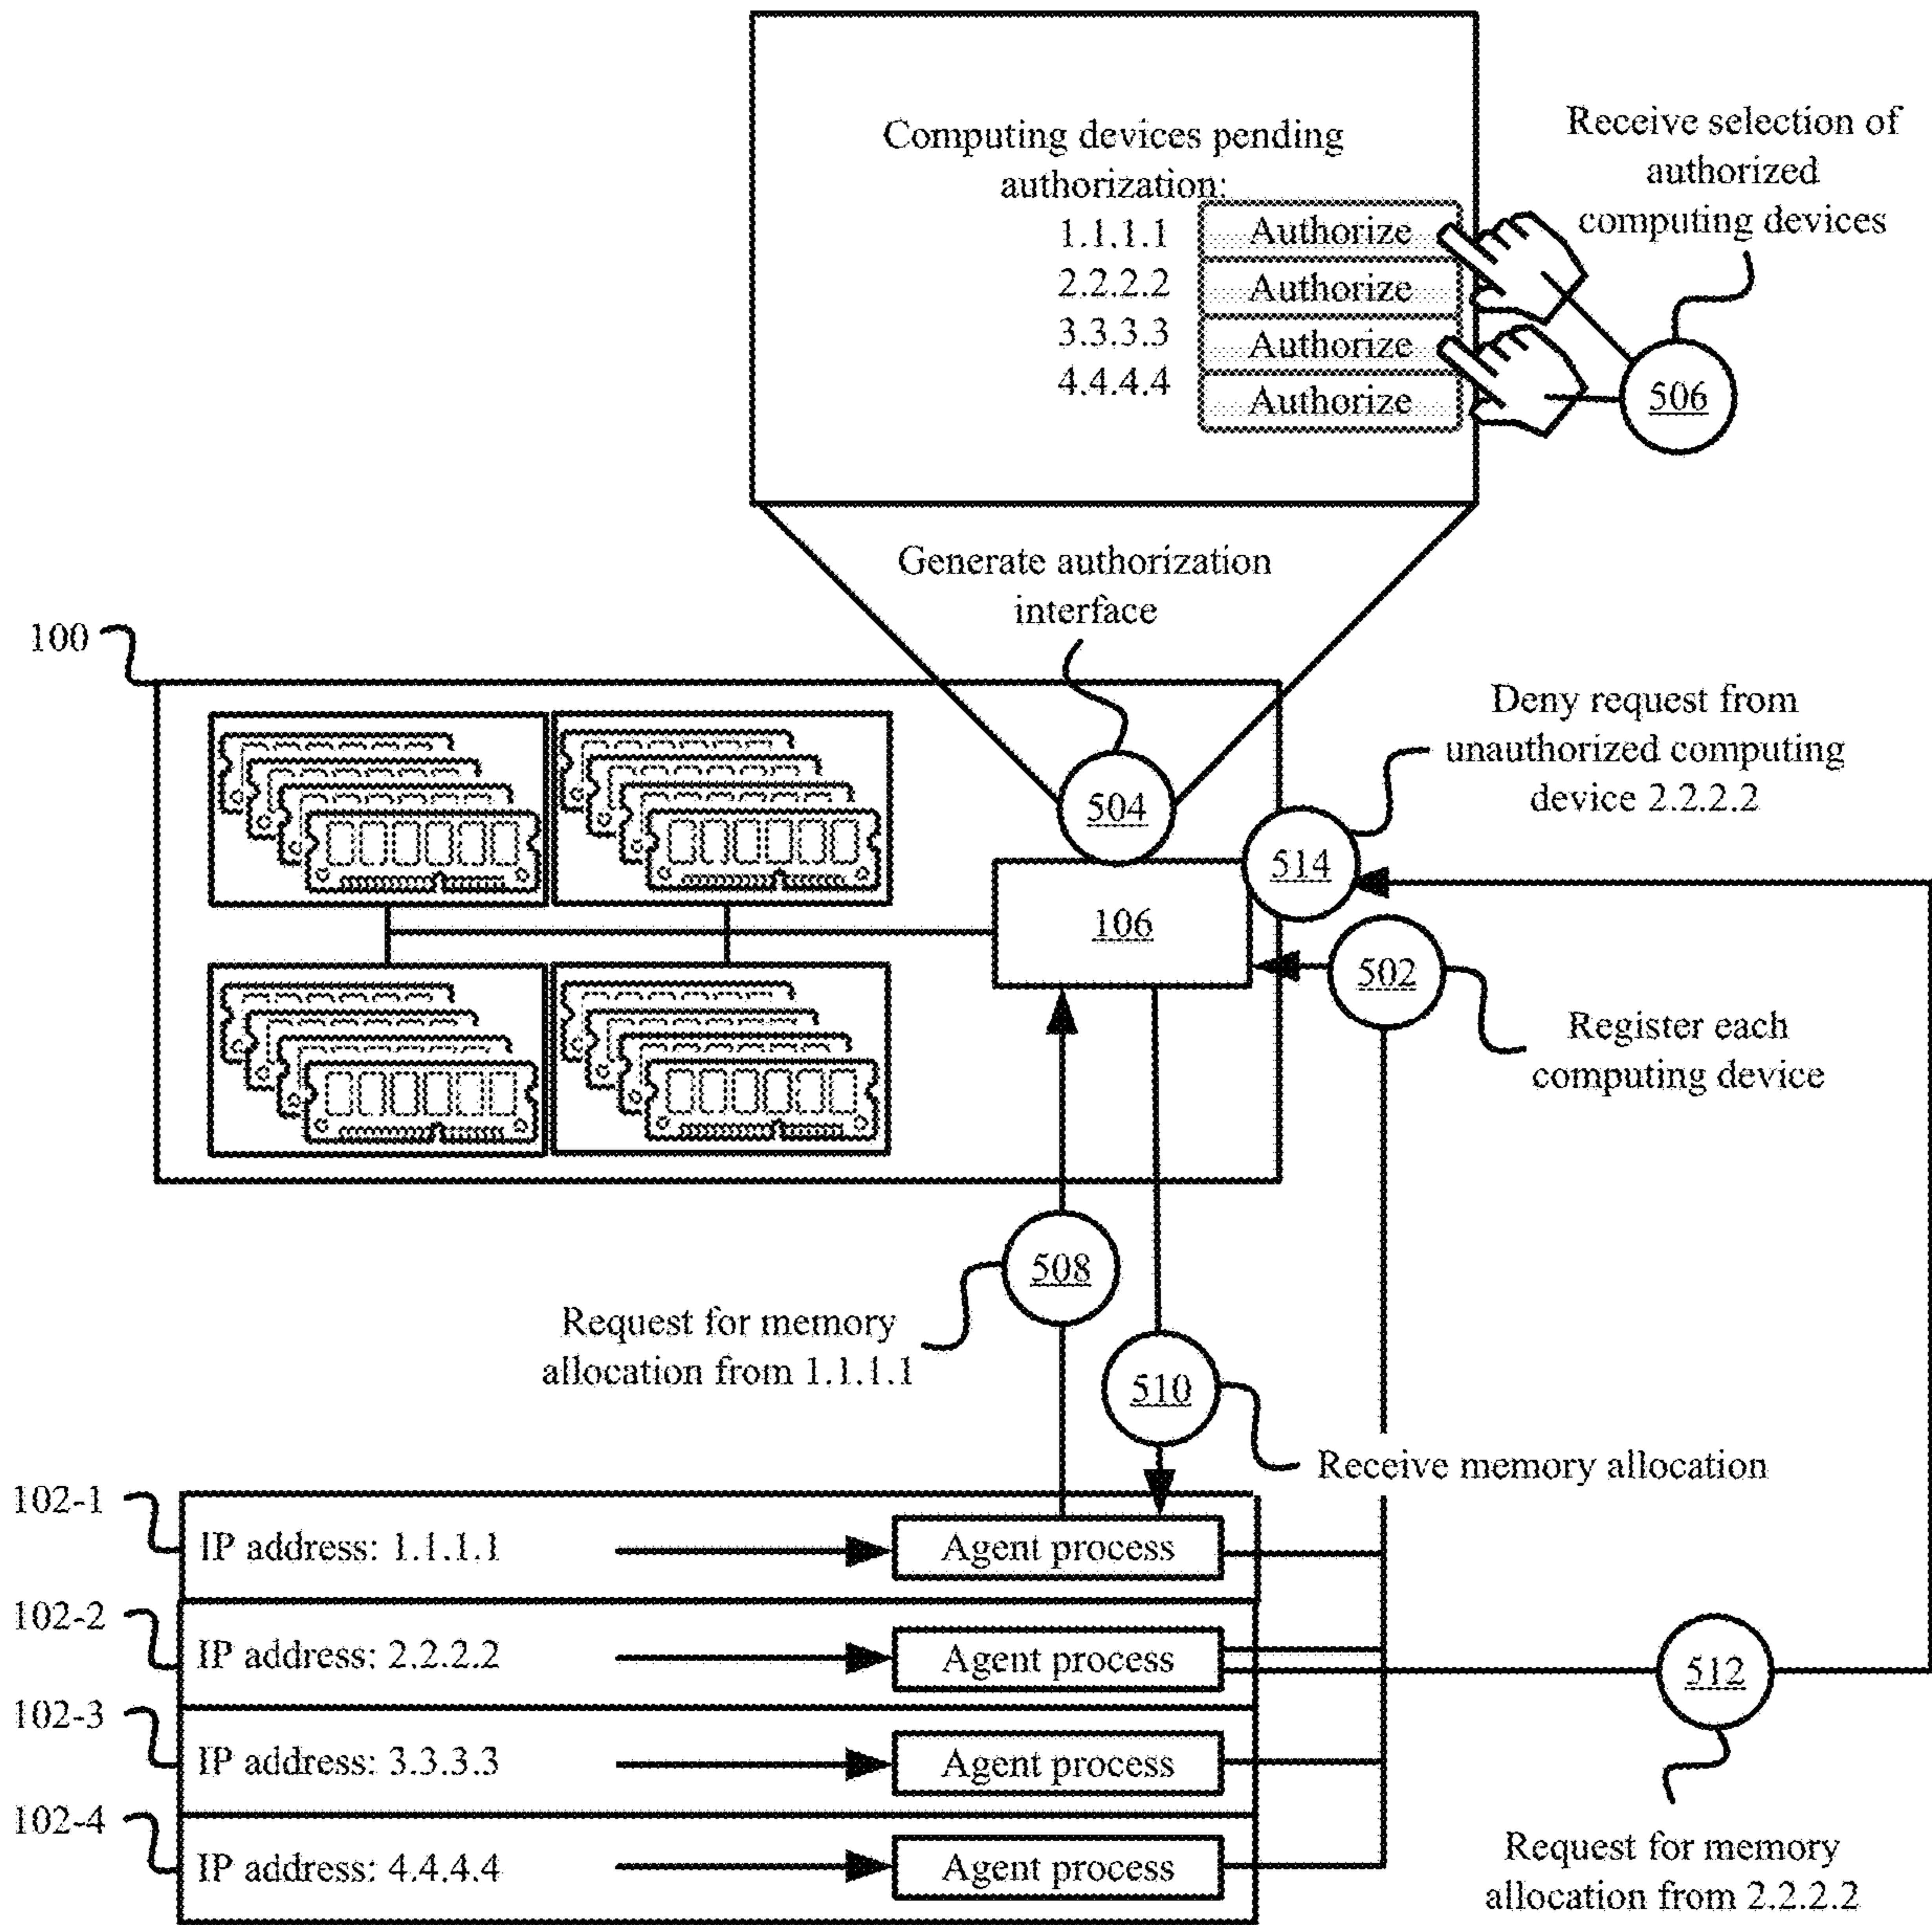 Computing devices pending
authorization:
1.1.1.1 Authorize
2.2.2.2 Authorize
3.3.3.3 Authorize
4.4.4.4 Authorize
Receive selection of
authorized
computing devices
506
Generate authorization
interface
100
504
Deny request from
unauthorized computing
device 2.2.2.2
514
106
502
Register each
computing device
508
Request for memory
allocation from 1.1.1.1
510
Receive memory allocation
102-1
IP address: 1.1.1.1 Agent process
102-2
IP address: 2.2.2.2 Agent process
512
102-3
IP address: 3.3.3.3 Agent process
102-4
IP address: 4.4.4.4 Agent process
Request for memory
allocation from 2.2.2.2